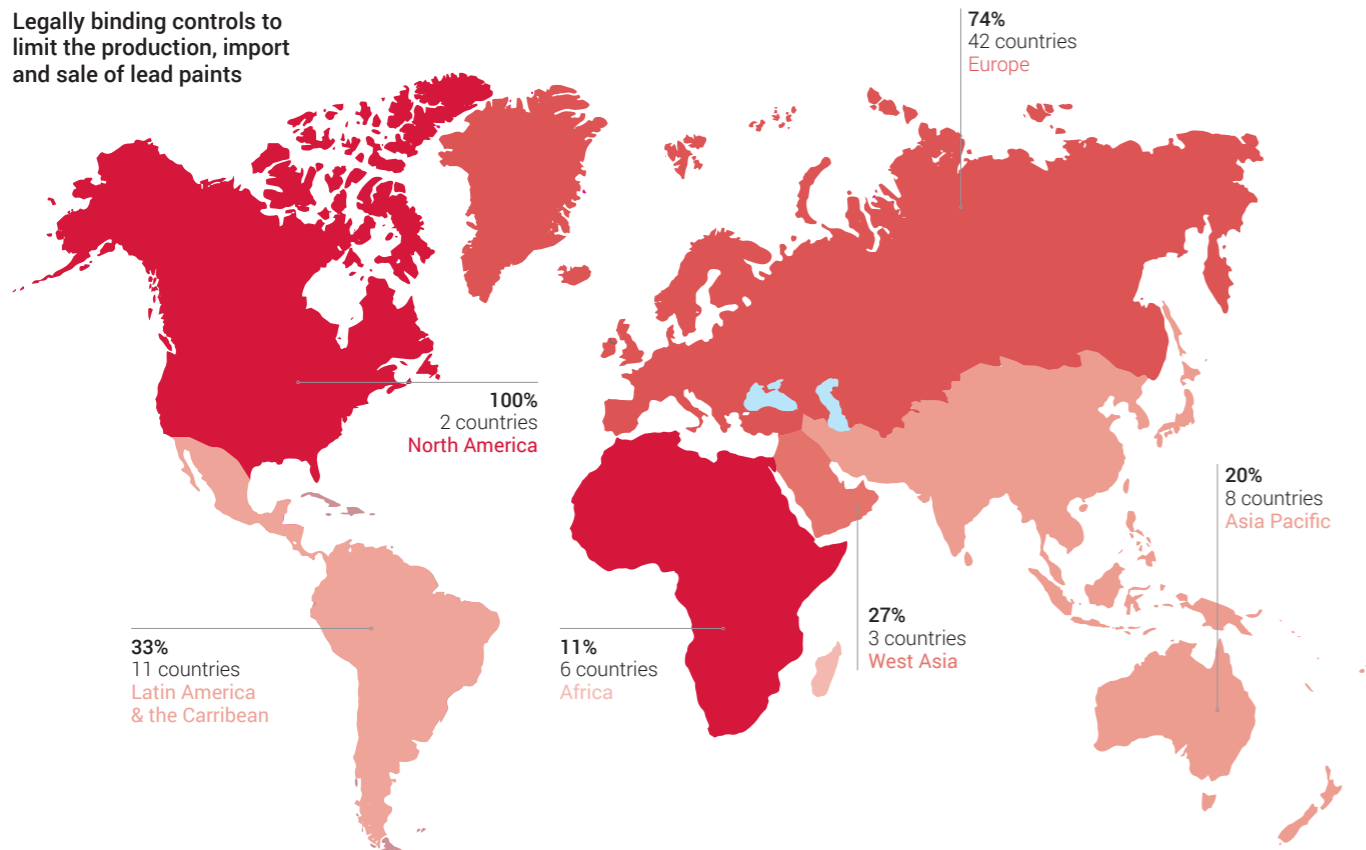 Legally binding controls to
limit the production, import
and sale of lead paints
74%
42 countries
Europe
100%
2 countries
North America
20%
8 countries
Asia Pacific
33%
11 countries
Latin America
& the Carribean
11%
6 countries
Africa
27%
3 countries
West Asia